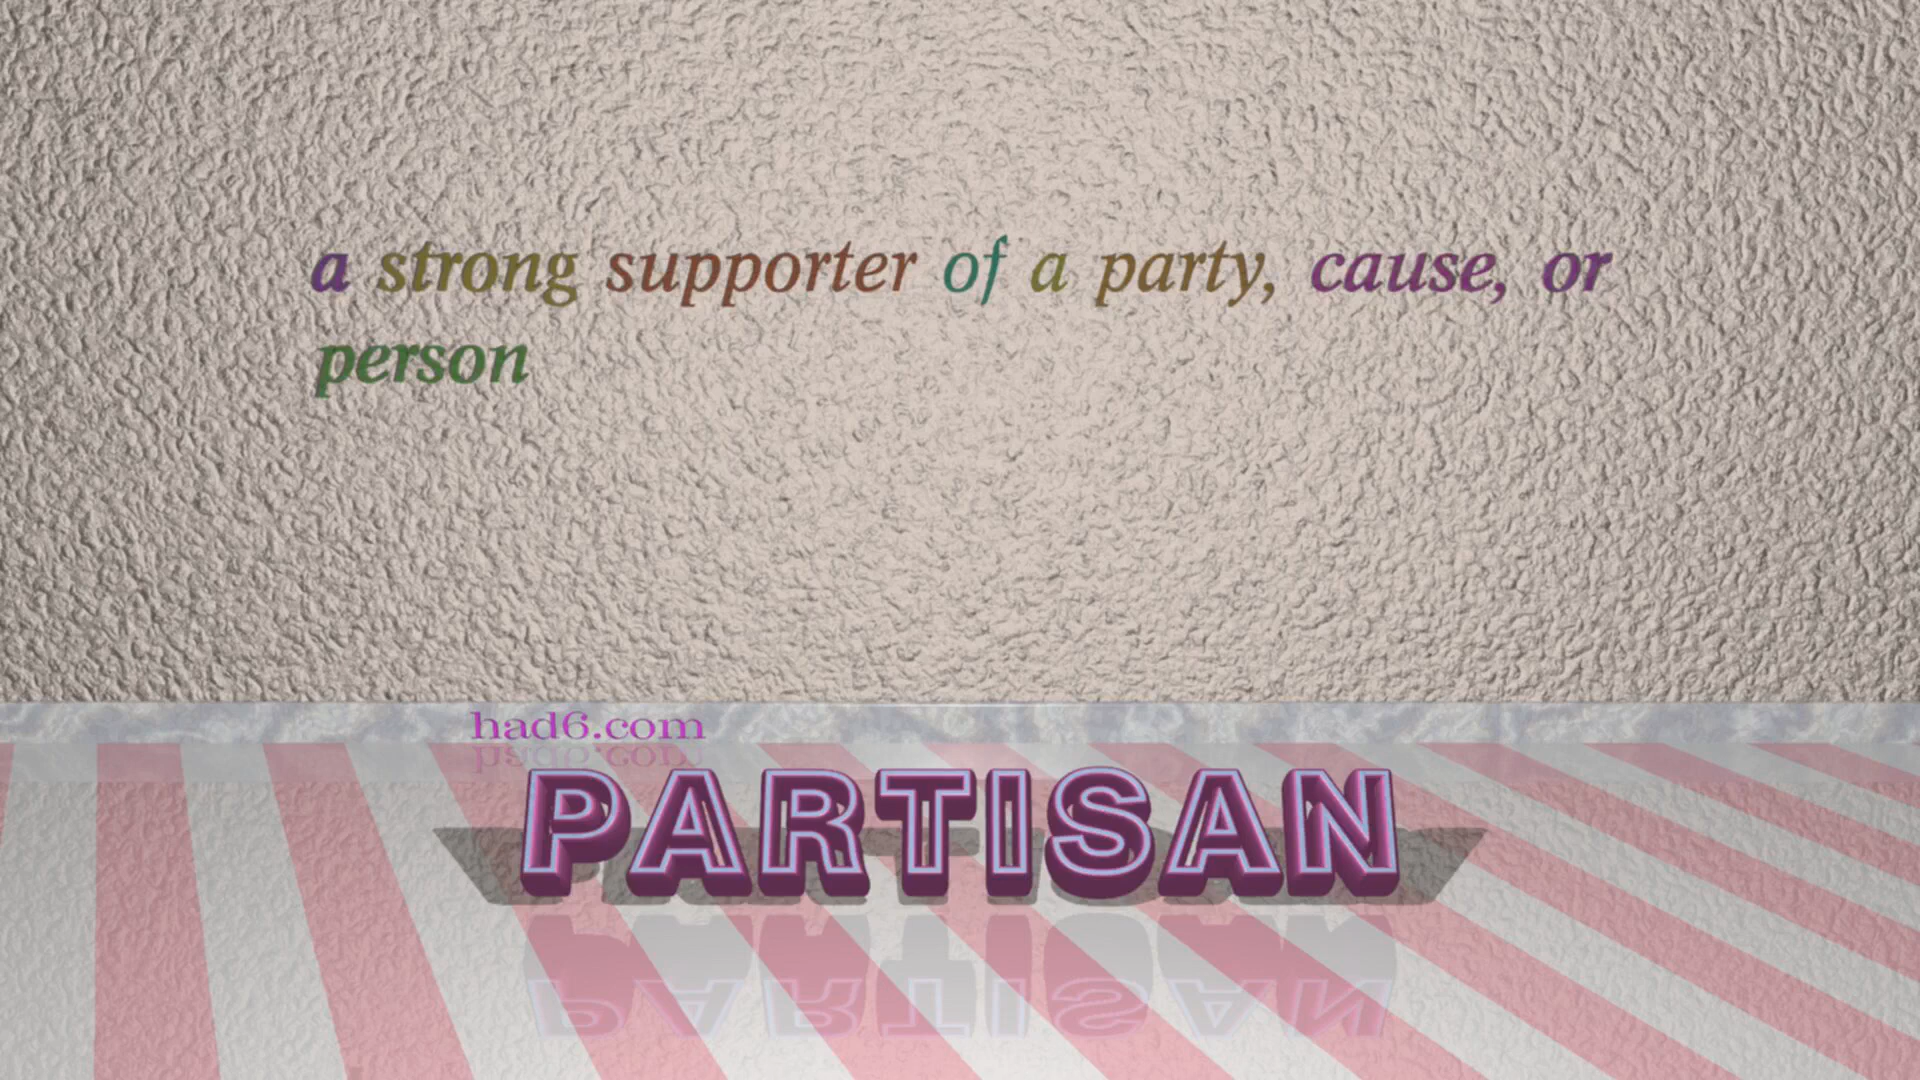 a strong supporter of a party, cause, or
person
had6.com
PARTISAN